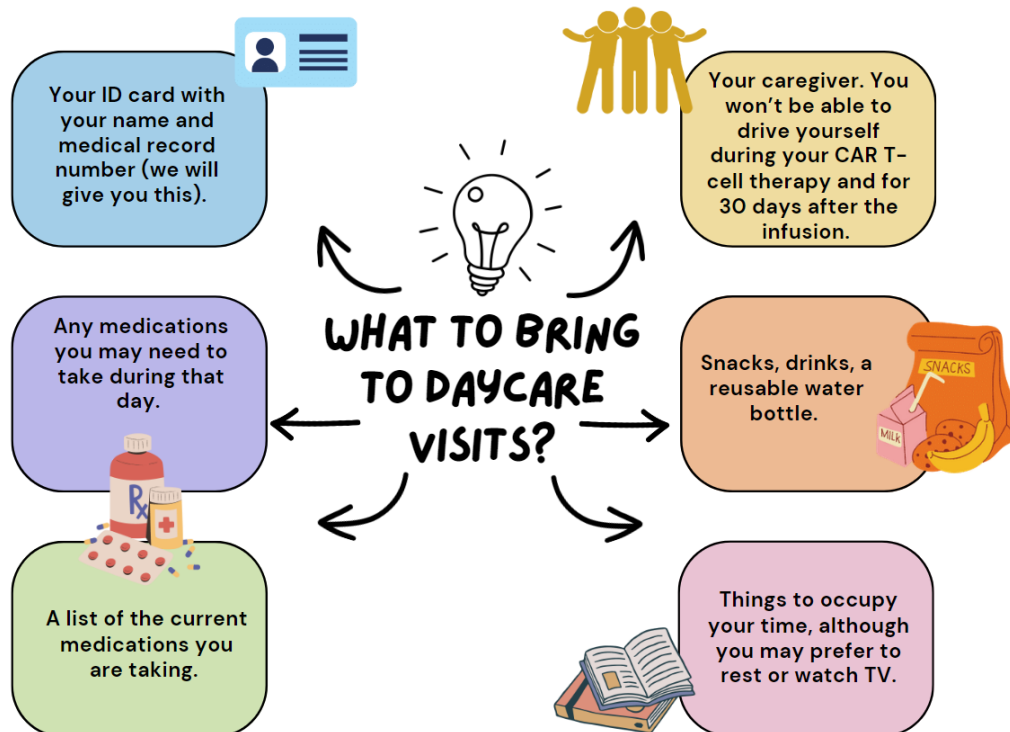 Your ID card with
your name and
medical record
number (we will
give you this).
Your caregiver. You
won't be able to
drive yourself
during your CAR T-
cell therapy and for
30 days after the
infusion.
WHAT TO BRING
TO DAYCARE
VISITS?
Any medications
you may need to
take during that
day.
Rx
Snacks, drinks, a
reusable water
bottle.
SNACKS
MILK
A list of the current
medications you
are taking.
Things to occupy
your time, although
you may prefer to
rest or watch TV.